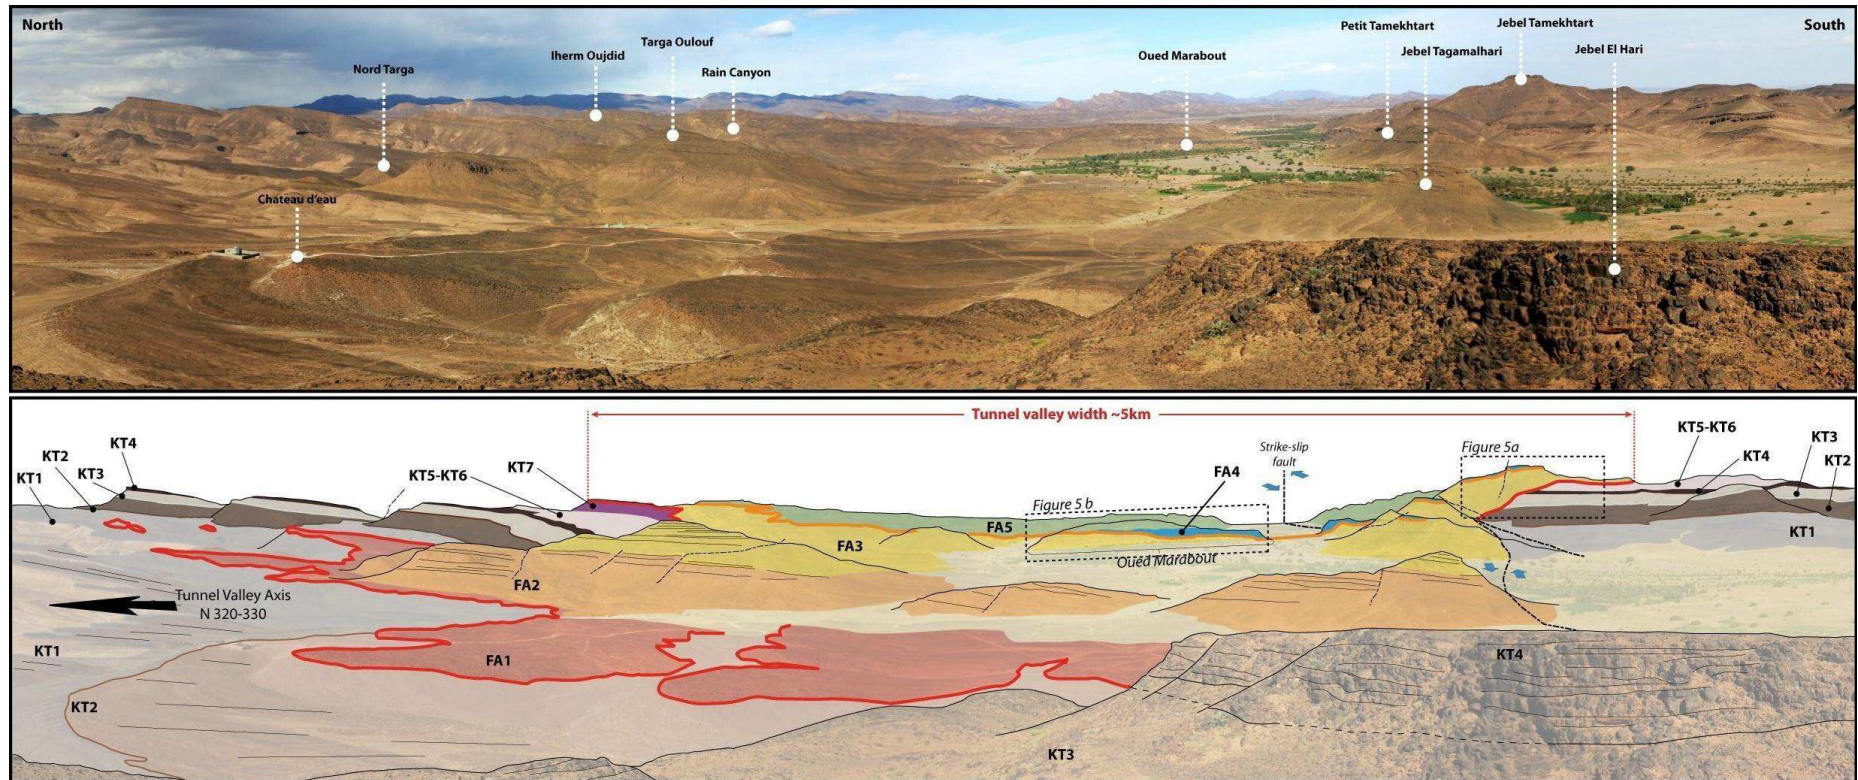 North
South
Nord Targa
Iherm Oujdid
Targa Oulouf
Rain Canyon
Oued Marabout
Petit Tamekhtart
Jebel Tagamalhari
Jebel Tamekhtart
Jebel El Hari
Chateau d'eau
Tunnel valley width ~5km
KT1
KT2
KT3
KT4
KT5-KT6
KT7
Figure 5 b
FA4
Strike-slip
fault
Figure 5a
KT5-KT6
KT4
KT3
KT2
KT1
FA5
FA3
Oued Marabout
FA2
Tunnel Valley Axis
N 320-330
KT1
FA1
KT4
KT2
KT3